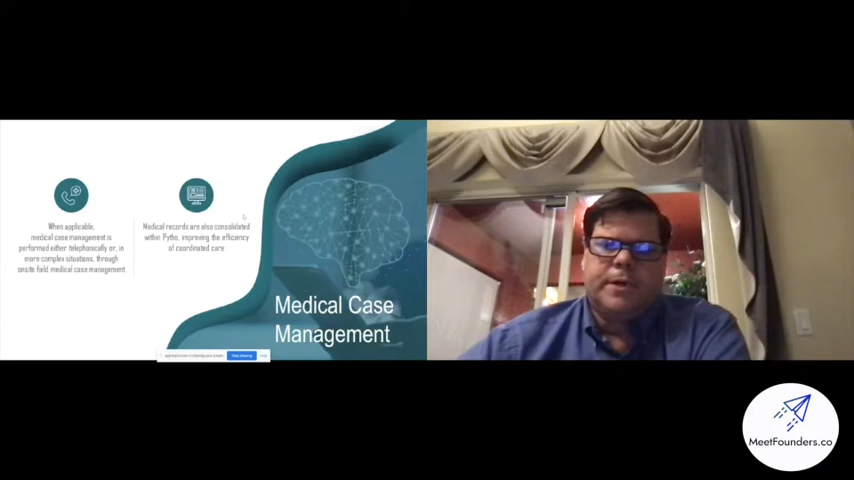 When applicable,
medical case management is
performed either telephonically or, in
more complex situations, through
onsite field medical case management
Medical records are also consolidated
within Pytho, improving the efficiency
of coordinated care
Medical Case
Management
Stop sharing
MeetFounders.co